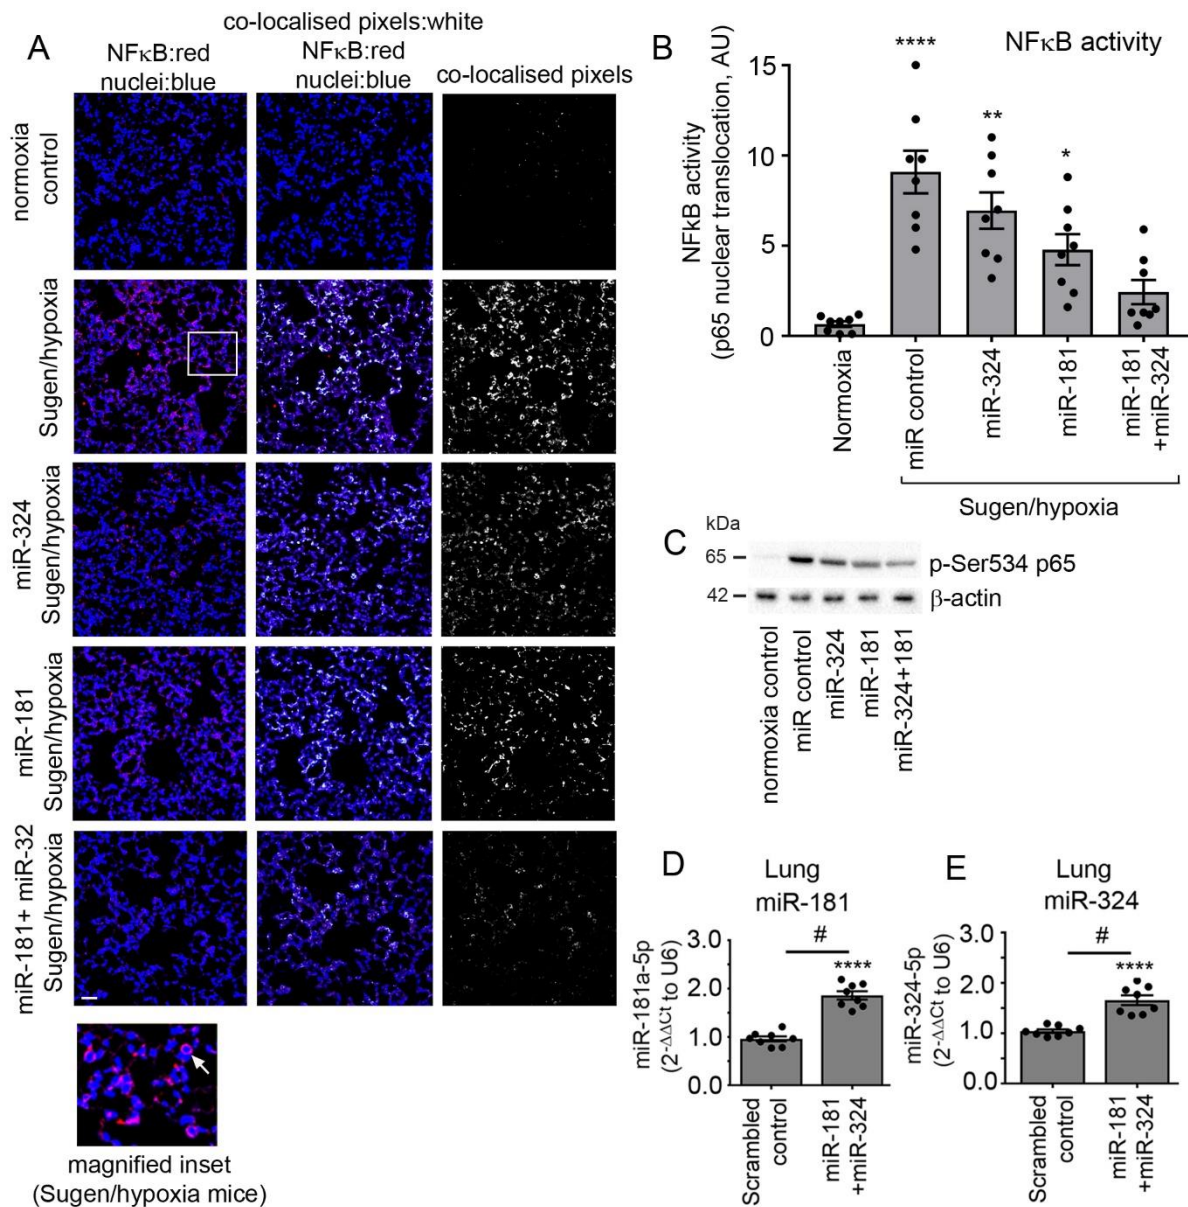 A
co-localised pixels:white
NFκB:red
nuclei:blue
NFκB:red
nuclei:blue
co-localised pixels
normoxia
control
Sugen/hypoxia
miR-324
Sugen/hypoxia
miR-181
Sugen/hypoxia
miR-181+ miR-32
Sugen/hypoxia
magnified inset
(Sugen/hypoxia mice)
B
NFκB activity
NFkB activity
(p65 nuclear translocation, AU)
15
10
5
0
****
**
*
Normoxia
miR control
miR-324
miR-181
miR-181
+miR-324
Sugen/hypoxia
C
kDa
65
p-Ser534 p65
42
β-actin
normoxia control
miR control
miR-324
miR-181
miR-324+181
D
Lung
miR-181
miR-181a-5p
(2-ΔΔCt to U6)
3.0
2.0
1.0
0.0
#
****
Scrambled
control
miR-181
+miR-324
E
Lung
miR-324
miR-324-5p
(2-ΔΔCt to U6)
3.0
2.0
1.0
0.0
#
****
Scrambled
control
miR-181
+miR-324